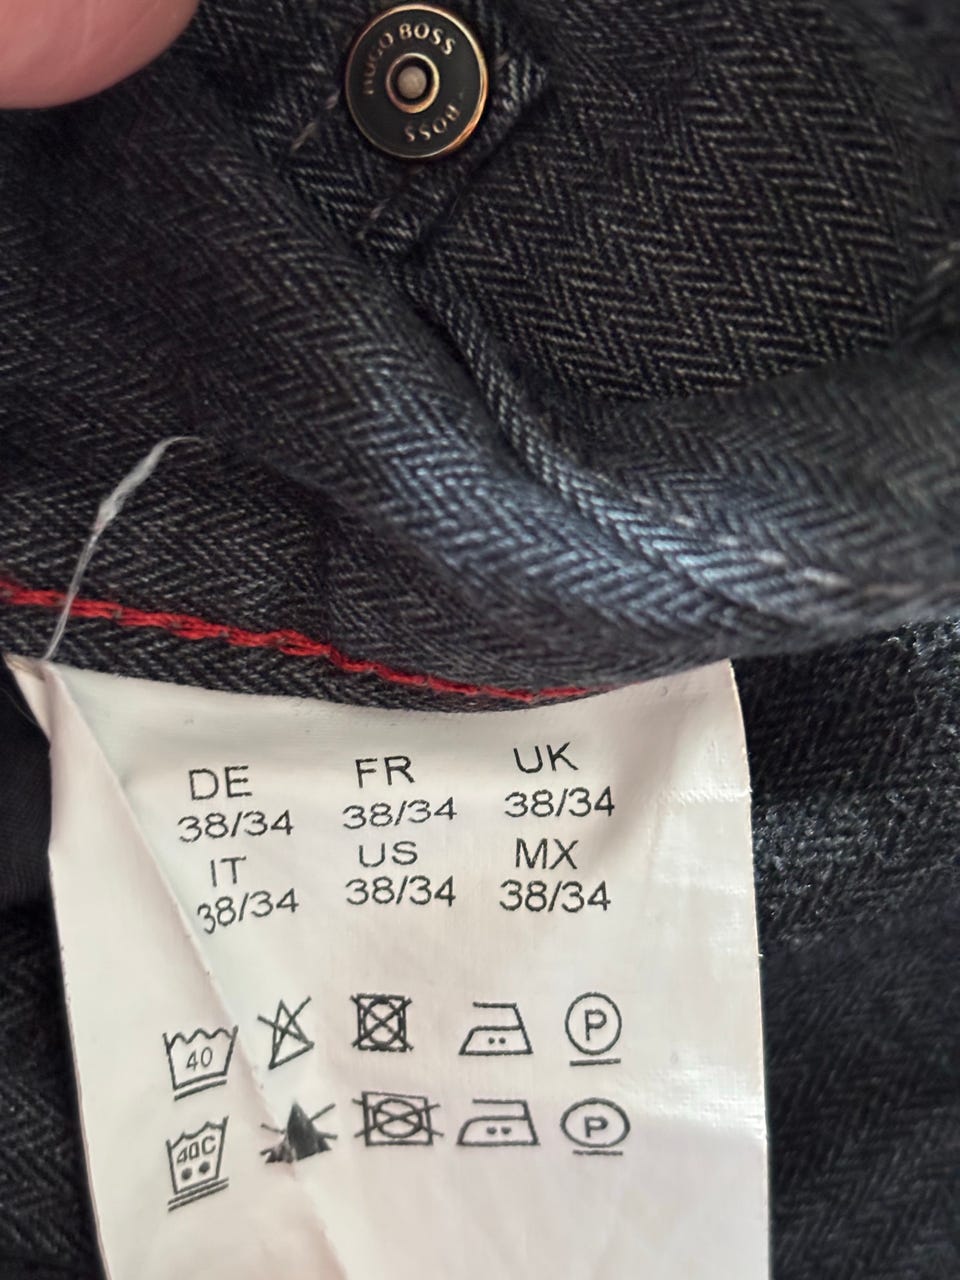 HUGO BOSS
BOSS
DE FR UK
38/34 38/34 38/34
IT US MX
38/34 38/34 38/34
40 P
40C P